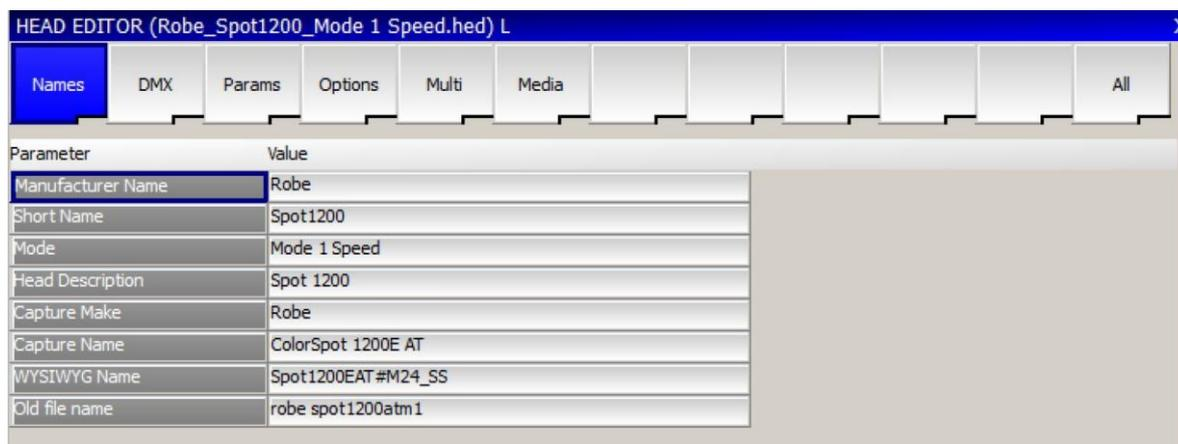 HEAD EDITOR (Robe_Spot1200_Mode 1 Speed.hed) L
Names DMX Params Options Multi Media All
Parameter Value
Manufacturer Name Robe
Short Name Spot1200
Mode Mode 1 Speed
Head Description Spot 1200
Capture Make Robe
Capture Name ColorSpot 1200E AT
WYSIWYG Name Spot1200EAT#M24_SS
Old file name robe spot1200atm1